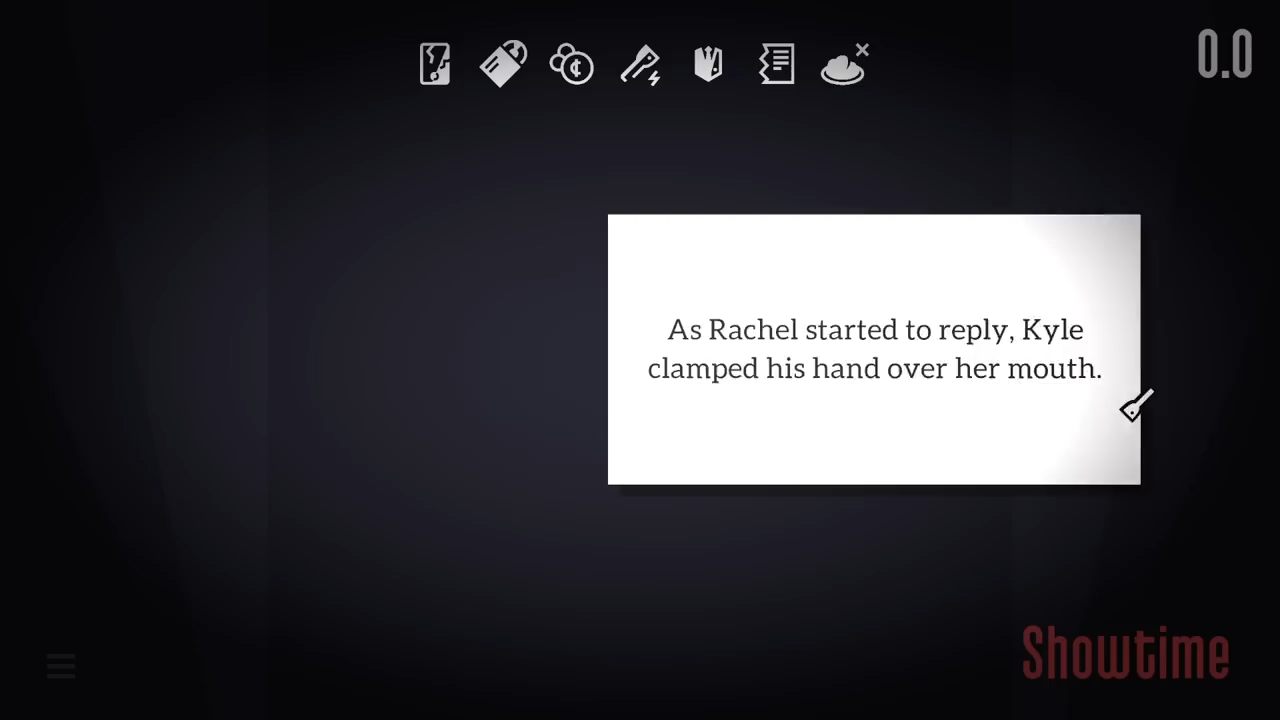 0.0
As Rachel started to reply, Kyle
clamped his hand over her mouth.
Showtime